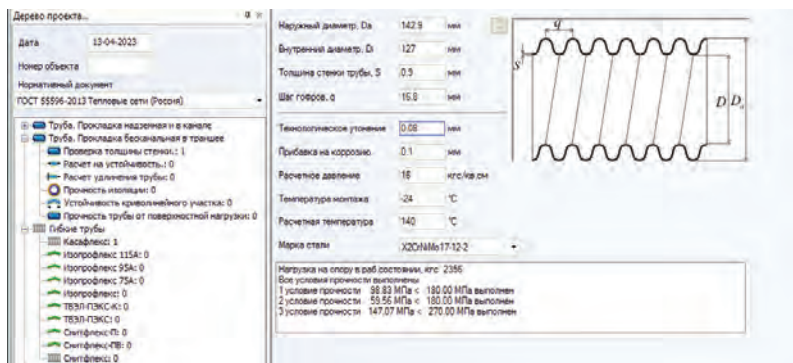 Дерево проекта...
Дата 13-04-2023
Номер объекта
Нормативный документ
ГОСТ 55596-2013 Тепловые сети (Россия)
Труба. Прокладка надземная и в канале
Труба. Прокладка бесканальная в траншее
Проверка толщины стенки.: 1
Расчет на устойчивость.: 0
Расчет удлинения трубы: 0
Прочность изоляции: 0
Устойчивость криволинейного участка: 0
Прочность трубы от поверхностной нагрузки: 0
Гибкие трубы
Касафлекс: 1
Изопрофлекс 115А: 0
Изопрофлекс 95А: 0
Изопрофлекс 75А: 0
Изопрофлекс: 0
ТВЭЛ-ПЭКС-К: 0
ТВЭЛ-ПЭКС: 0
Смитфлекс-П: 0
Смитфлекс-ПВ: 0
Смитфлекс: 0
Наружный диаметр, Da 142.9 мм
Внутренний диаметр, Di 127 мм
Толщина стенки трубы, S 0.9 мм
Шаг гофров, q 16.8 мм
Технологическое утонение 0.08 мм
Прибавка на коррозию 0.1 мм
Расчетное давление 16 кгс/кв.см
Температура монтажа -24 °C
Расчетная температура 140 °C
Марка стали X2CrNiMo17-12-2
q
S
D Da
Нагрузка на опору в раб.состоянии, кгс 2356
Все условия прочности выполнены
1 условие прочности 98.83 МПа < 180.00 МПа выполнен
2 условие прочности 59.56 МПа < 180.00 МПа выполнен
3 условие прочности 147.07 МПа < 270.00 МПа выполнен